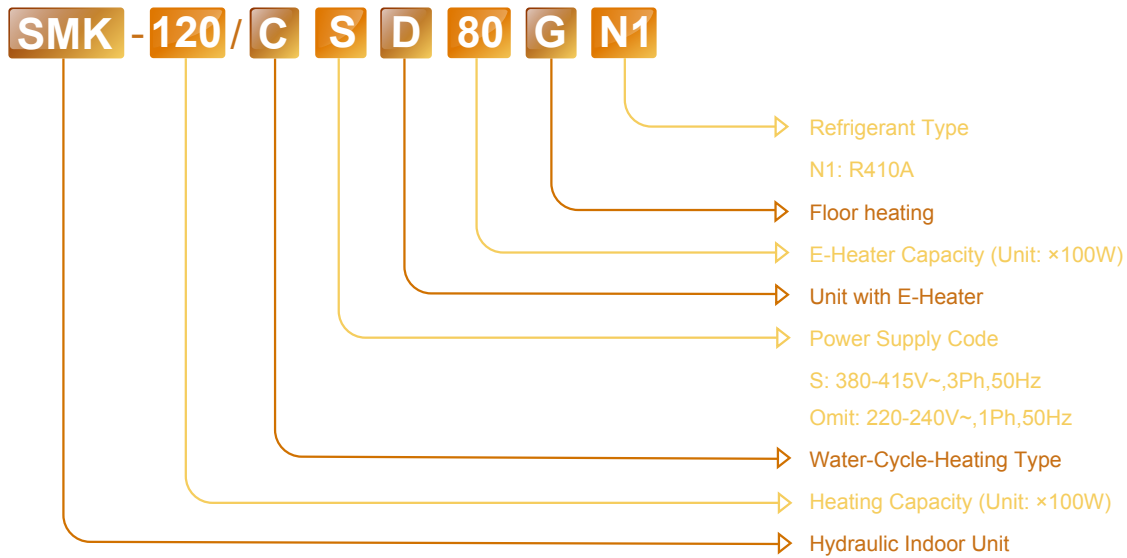 SMK - 120 / C S D 80 G N1
Refrigerant Type
N1: R410A
Floor heating
E-Heater Capacity (Unit: ×100W)
Unit with E-Heater
Power Supply Code
S: 380-415V~,3Ph,50Hz
Omit: 220-240V~,1Ph,50Hz
Water-Cycle-Heating Type
Heating Capacity (Unit: ×100W)
Hydraulic Indoor Unit